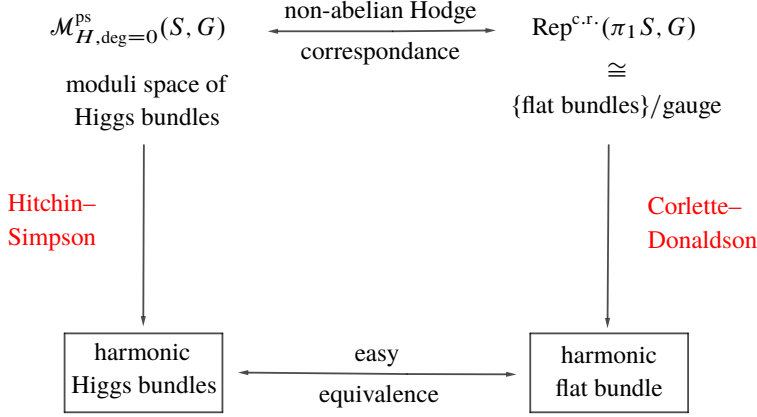 ℳ^ps_{H,deg=0}(S, G)
non-abelian Hodge
correspondance
Rep^{c.r.}(π₁S, G)
≅
{flat bundles}/gauge
moduli space of
Higgs bundles
Hitchin–
Simpson
Corlette–
Donaldson
harmonic
Higgs bundles
easy
equivalence
harmonic
flat bundle